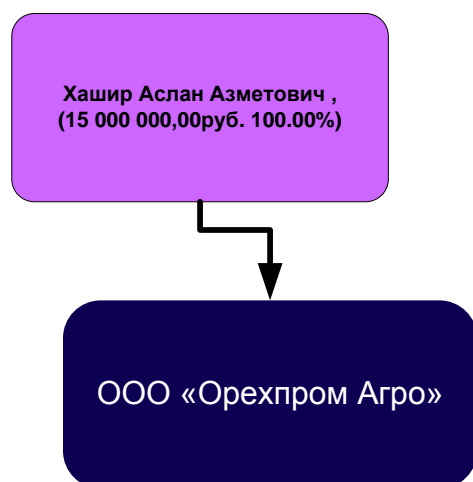 Хашир Аслан Азметович ,
(15 000 000,00руб. 100.00%)
ООО «Орехпром Агро»